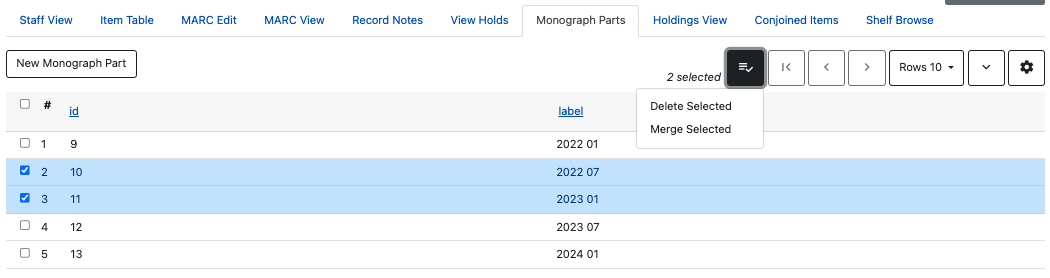 Staff View Item Table MARC Edit MARC View Record Notes View Holds Monograph Parts Holdings View Conjoined Items Shelf Browse
New Monograph Part 2 selected Rows 10
Delete Selected
Merge Selected
# id label
1 9 2022 01
2 10 2022 07
3 11 2023 01
4 12 2023 07
5 13 2024 01